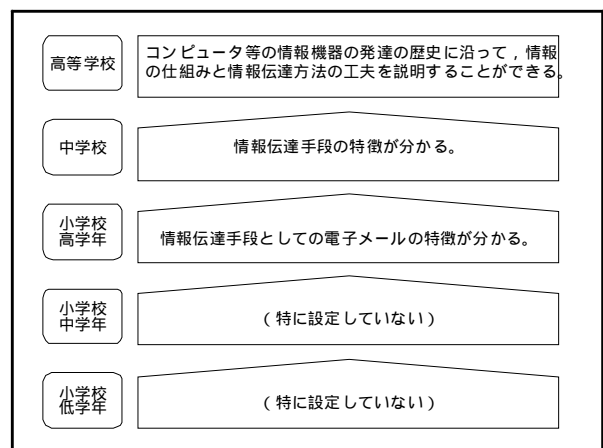 高等学校
コンピュータ等の情報機器の発達の歴史に沿って，情報
の仕組みと情報伝達方法の工夫を説明することができる。
中学校
情報伝達手段の特徴が分かる。
小学校
高学年
情報伝達手段としての電子メールの特徴が分かる。
小学校
中学年
（特に設定していない）
小学校
低学年
（特に設定していない）